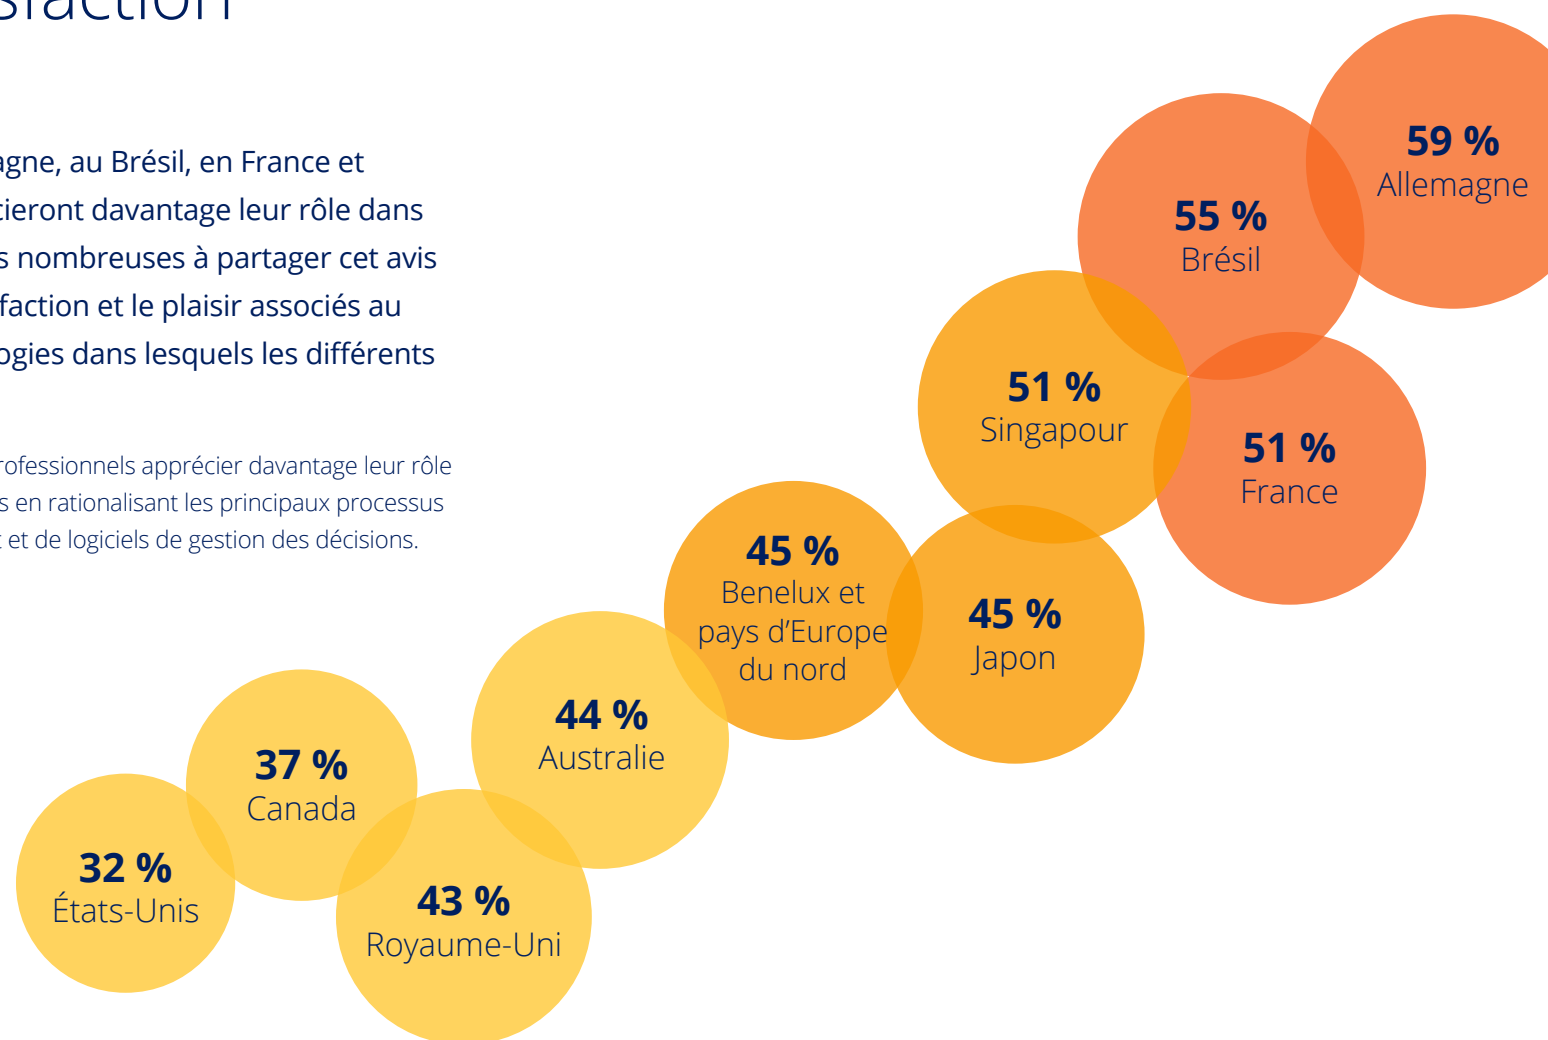 sfaction
agne, au Brésil, en France et
cieront davantage leur rôle dans
s nombreuses à partager cet avis
faction et le plaisir associés au
ogies dans lesquels les différents
rofessionnels apprécier davantage leur rôle
s en rationalisant les principaux processus
t et de logiciels de gestion des décisions.
59 %
Allemagne
55 %
Brésil
51 %
Singapour
51 %
France
45 %
Benelux et
pays d’Europe
du nord
45 %
Japon
44 %
Australie
37 %
Canada
32 %
États-Unis
43 %
Royaume-Uni